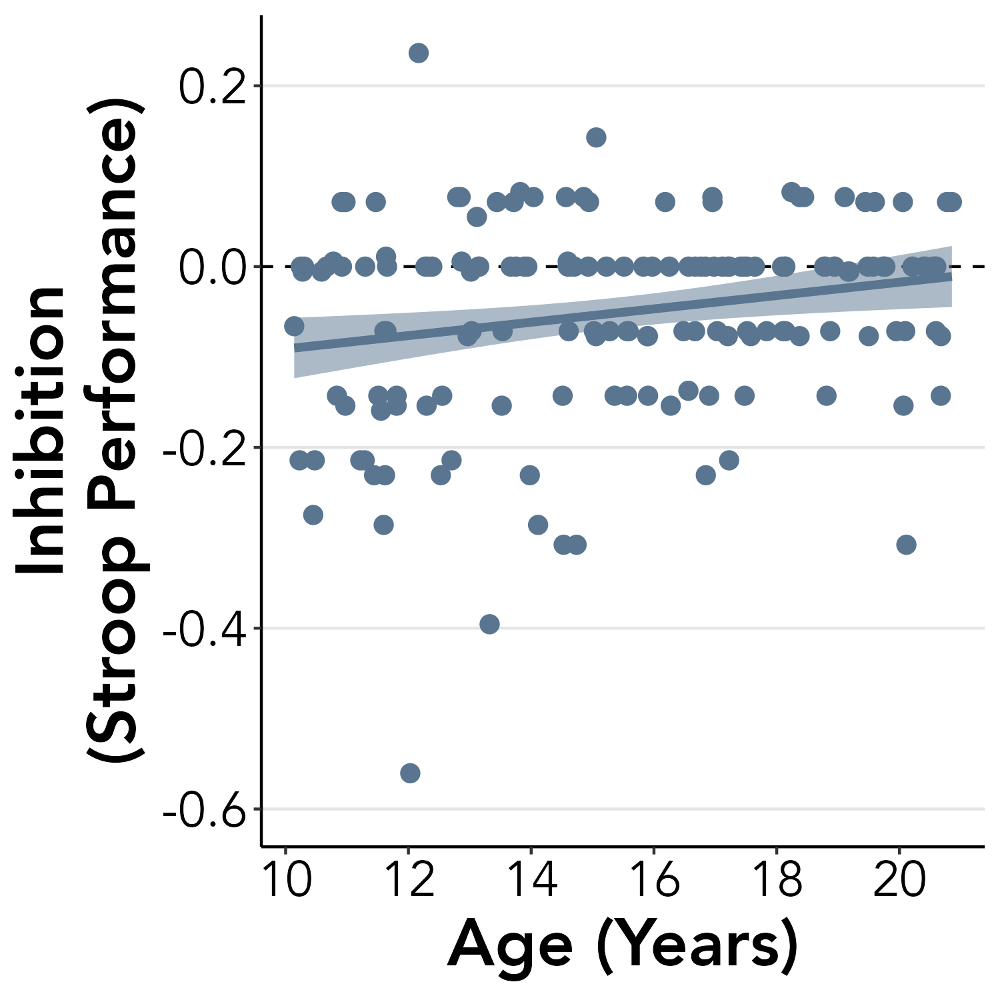 Inhibition
(Stroop Performance)
0.2
0.0
-0.2
-0.4
-0.6
10 12 14 16 18 20
Age (Years)